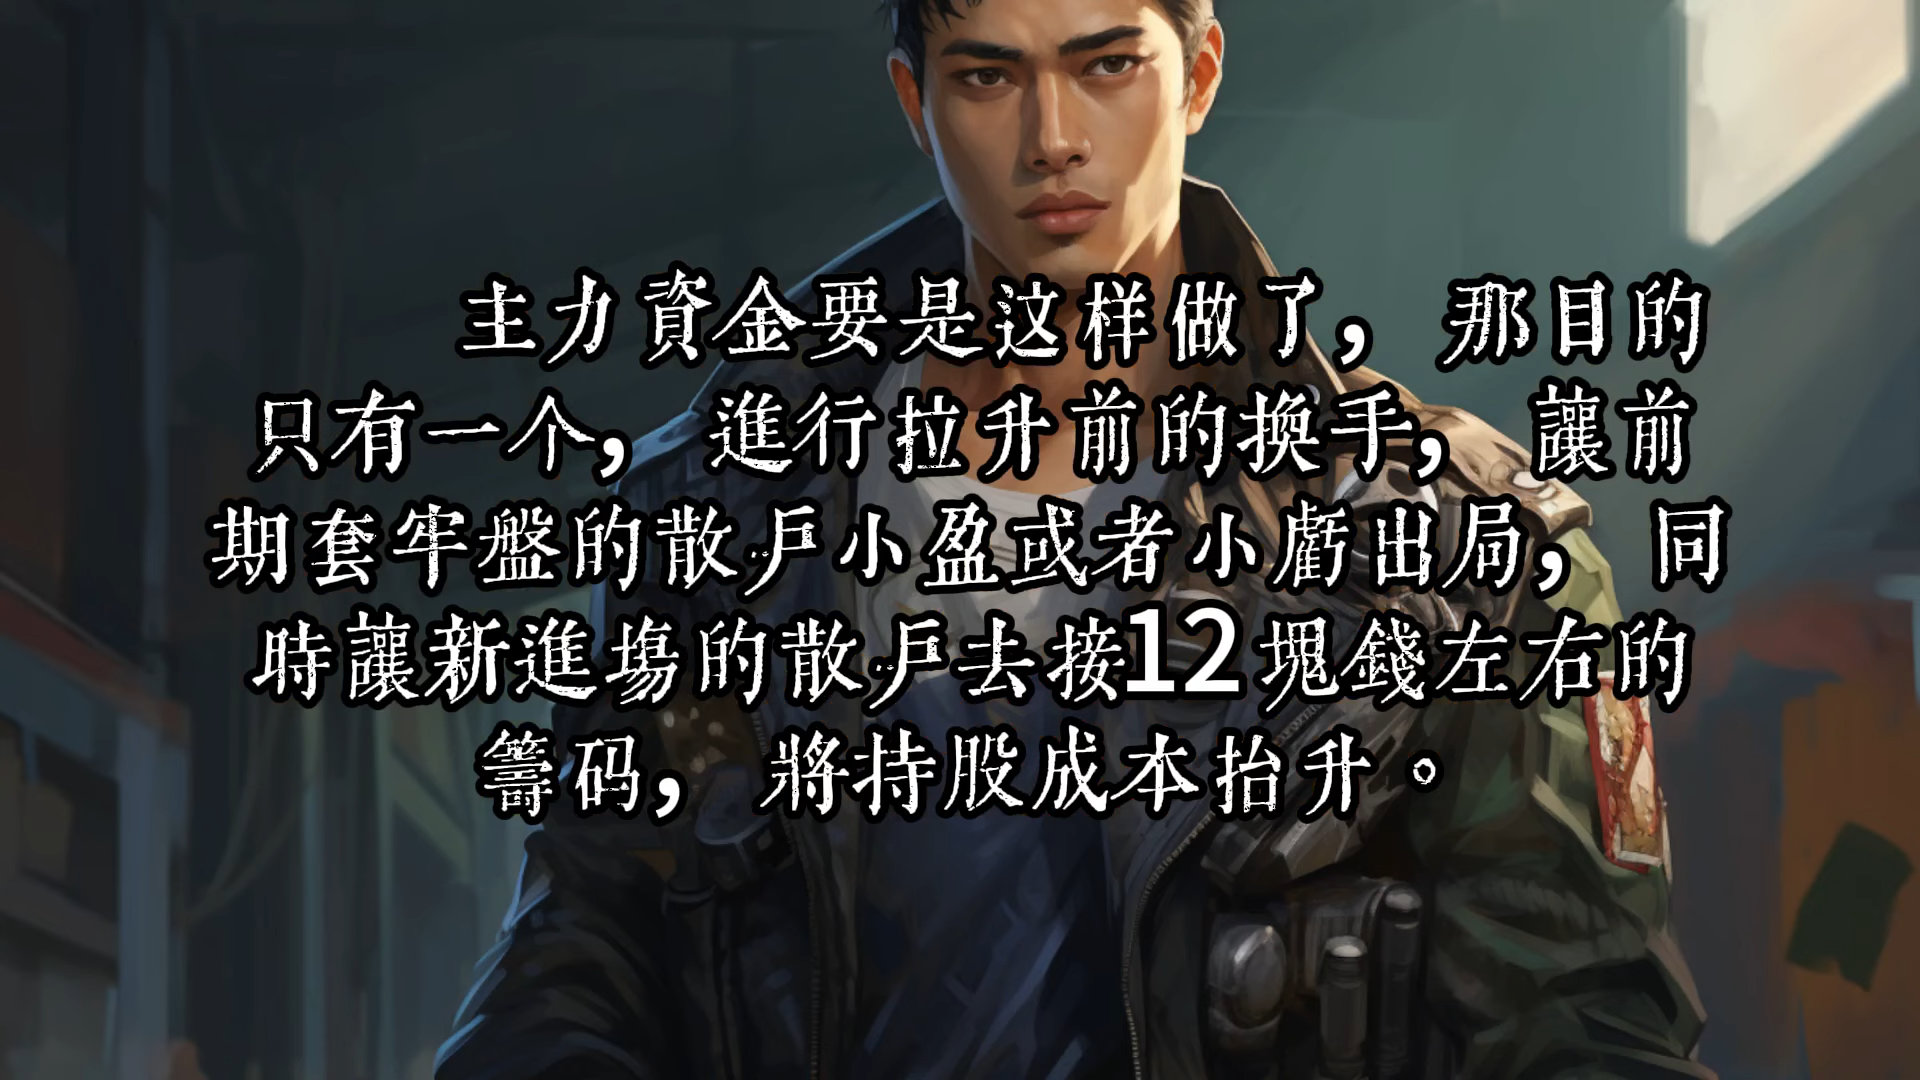 主力資金要是这样做了，那目的
只有一个，進行拉升前的換手，讓前
期套牢盤的散戶小盈或者小虧出局，同
時讓新進場的散戶去接12塊錢左右的
籌码，將持股成本抬升。